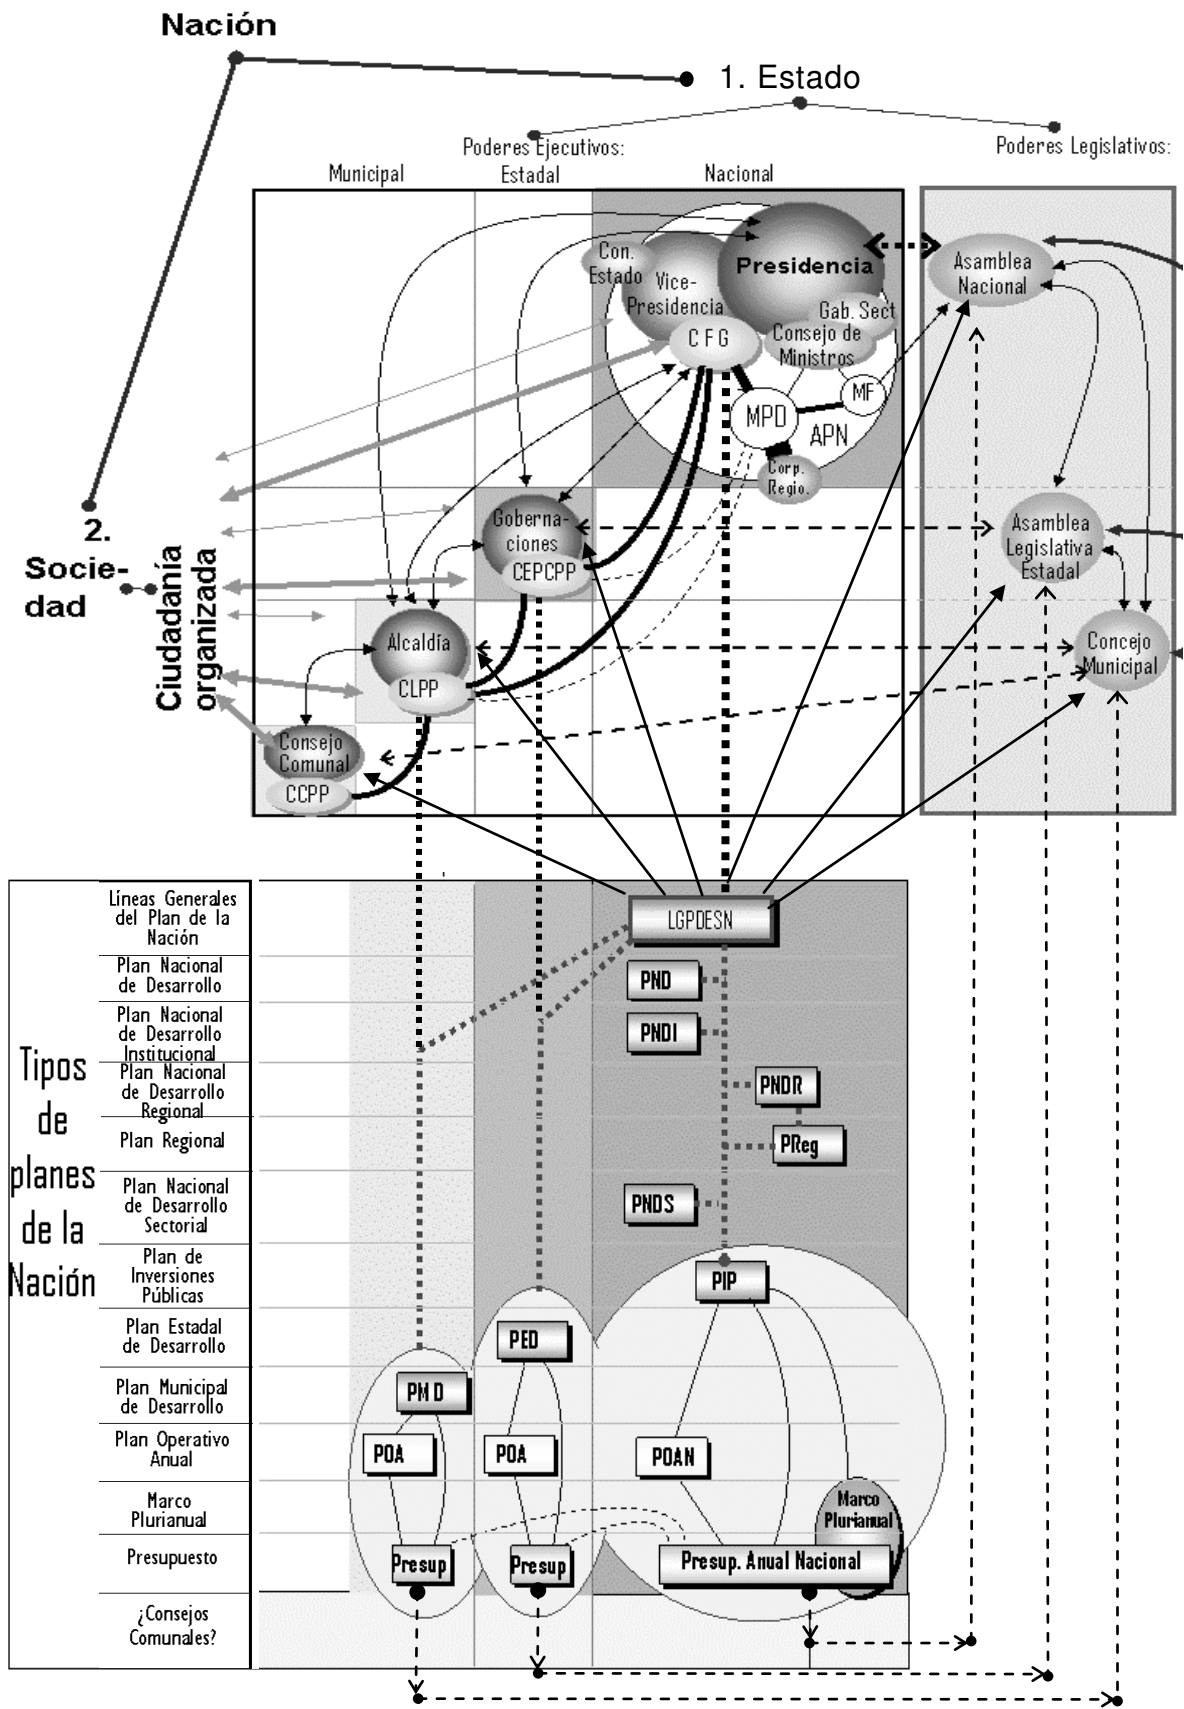 Nación
1. Estado
Poderes Ejecutivos:
Poderes Legislativos:
Municipal
Estadal
Nacional
Con.
Estado
Vice-
Presidencia
Presidencia
Gab. Sect
Consejo de
Ministros
C F G
MF
MPD
APN
Corp.
Regio.
Asamblea
Nacional
2.
Socie-
dad
Ciudadanía
organizada
Goberna-
ciones
CEPCPP
Asamblea
Legislativa
Estadal
Alcaldía
CLPP
Concejo
Municipal
Consejo
Comunal
CCPP
Tipos
de
planes
de la
Nación
Líneas Generales
del Plan de la
Nación
LGPDESN
Plan Nacional
de Desarrollo
PND
Plan Nacional
de Desarrollo
Institucional
PNDI
Plan Nacional
de Desarrollo
Regional
PNDR
Plan Regional
PReg
Plan Nacional
de Desarrollo
Sectorial
PNDS
Plan de
Inversiones
Públicas
PIP
Plan Estadal
de Desarrollo
PED
Plan Municipal
de Desarrollo
PMD
Plan Operativo
Anual
POA
POA
POAN
Marco
Plurianual
Marco
Plurianual
Presupuesto
Presup
Presup
Presup. Anual Nacional
¿Consejos
Comunales?